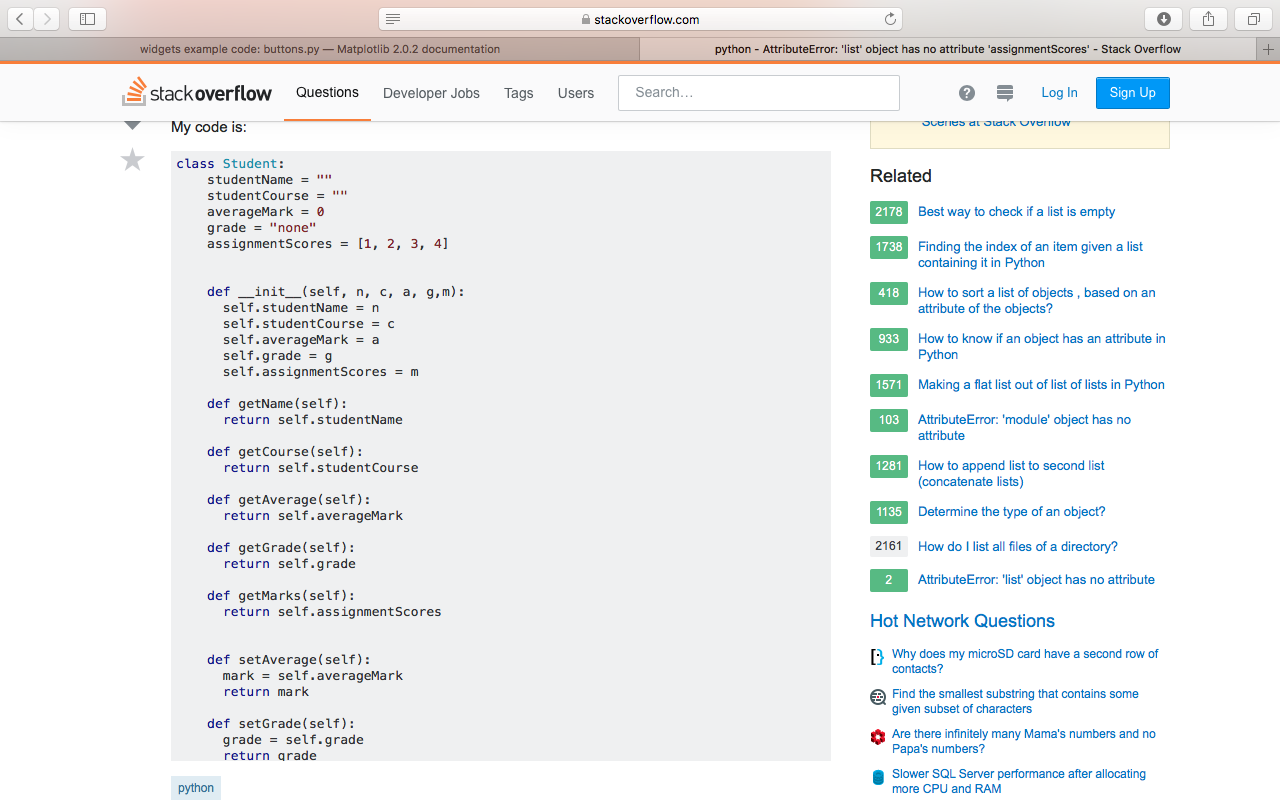 stackoverflow.com
widgets example code: buttons.py — Matplotlib 2.0.2 documentation
python - AttributeError: 'list' object has no attribute 'assignmentScores' - Stack Overflow
stackoverflow
Questions
Developer Jobs
Tags
Users
Search...
?
Log In
Sign Up
My code is:
class Student:
    studentName = ""
    studentCourse = ""
    averageMark = 0
    grade = "none"
    assignmentScores = [1, 2, 3, 4]
    def __init__(self, n, c, a, g,m):
      self.studentName = n
      self.studentCourse = c
      self.averageMark = a
      self.grade = g
      self.assignmentScores = m
    def getName(self):
      return self.studentName
    def getCourse(self):
      return self.studentCourse
    def getAverage(self):
      return self.averageMark
    def getGrade(self):
      return self.grade
    def getMarks(self):
      return self.assignmentScores
    def setAverage(self):
      mark = self.averageMark
      return mark
    def setGrade(self):
      grade = self.grade
      return grade
python
Scenes at Stack Overflow
Related
2178 Best way to check if a list is empty
1738 Finding the index of an item given a list
containing it in Python
418 How to sort a list of objects , based on an
attribute of the objects?
933 How to know if an object has an attribute in
Python
1571 Making a flat list out of list of lists in Python
103 AttributeError: 'module' object has no
attribute
1281 How to append list to second list
(concatenate lists)
1135 Determine the type of an object?
2161 How do I list all files of a directory?
2 AttributeError: 'list' object has no attribute
Hot Network Questions
Why does my microSD card have a second row of
contacts?
Find the smallest substring that contains some
given subset of characters
Are there infinitely many Mama's numbers and no
Papa's numbers?
Slower SQL Server performance after allocating
more CPU and RAM